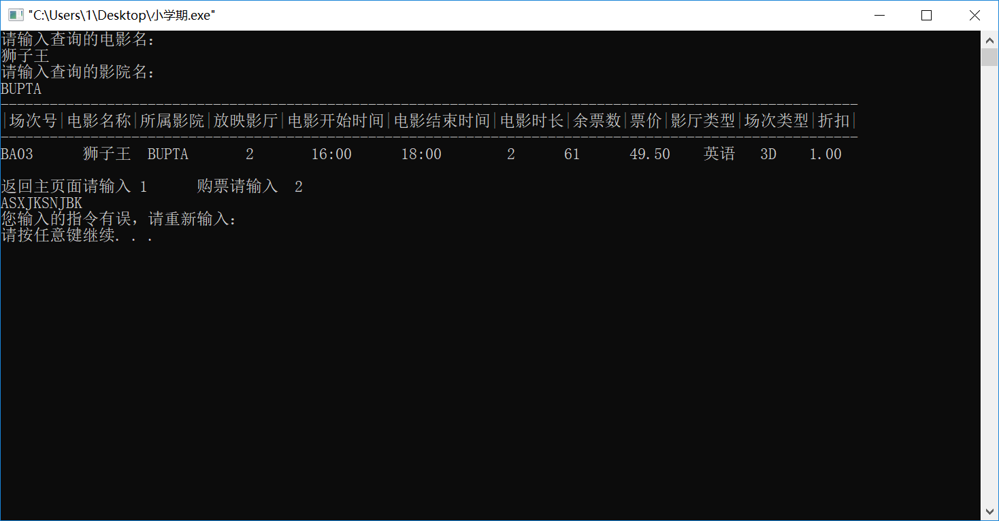 "C:\Users\1\Desktop\小学期.exe"
请输入查询的电影名：
狮子王
请输入查询的影院名：
BUPTA
|场次号|电影名称|所属影院|放映影厅|电影开始时间|电影结束时间|电影时长|余票数|票价|影厅类型|场次类型|折扣|
BA03 狮子王 BUPTA 2 16:00 18:00 2 61 49.50 英语 3D 1.00
返回主页面请输入 1 购票请输入 2
ASXJKSNJBK
您输入的指令有误，请重新输入：
请按任意键继续. . .